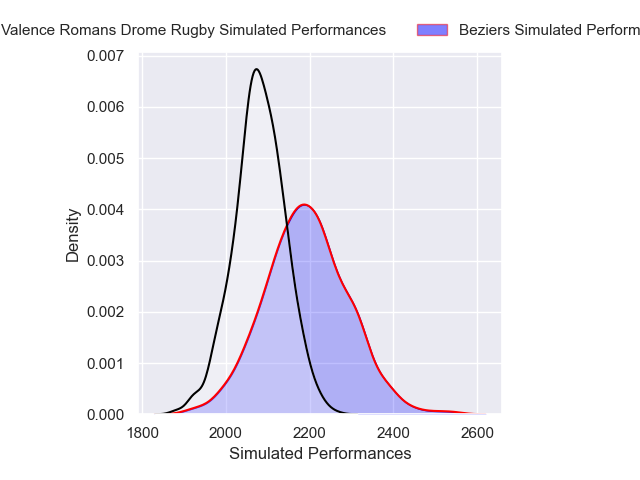 Valence Romans Drome Rugby Simulated Performances
Beziers Simulated Perform
0.007
0.006
0.005
0.004
0.003
0.002
0.001
0.000
Density
1800 2000 2200 2400 2600
Simulated Performances